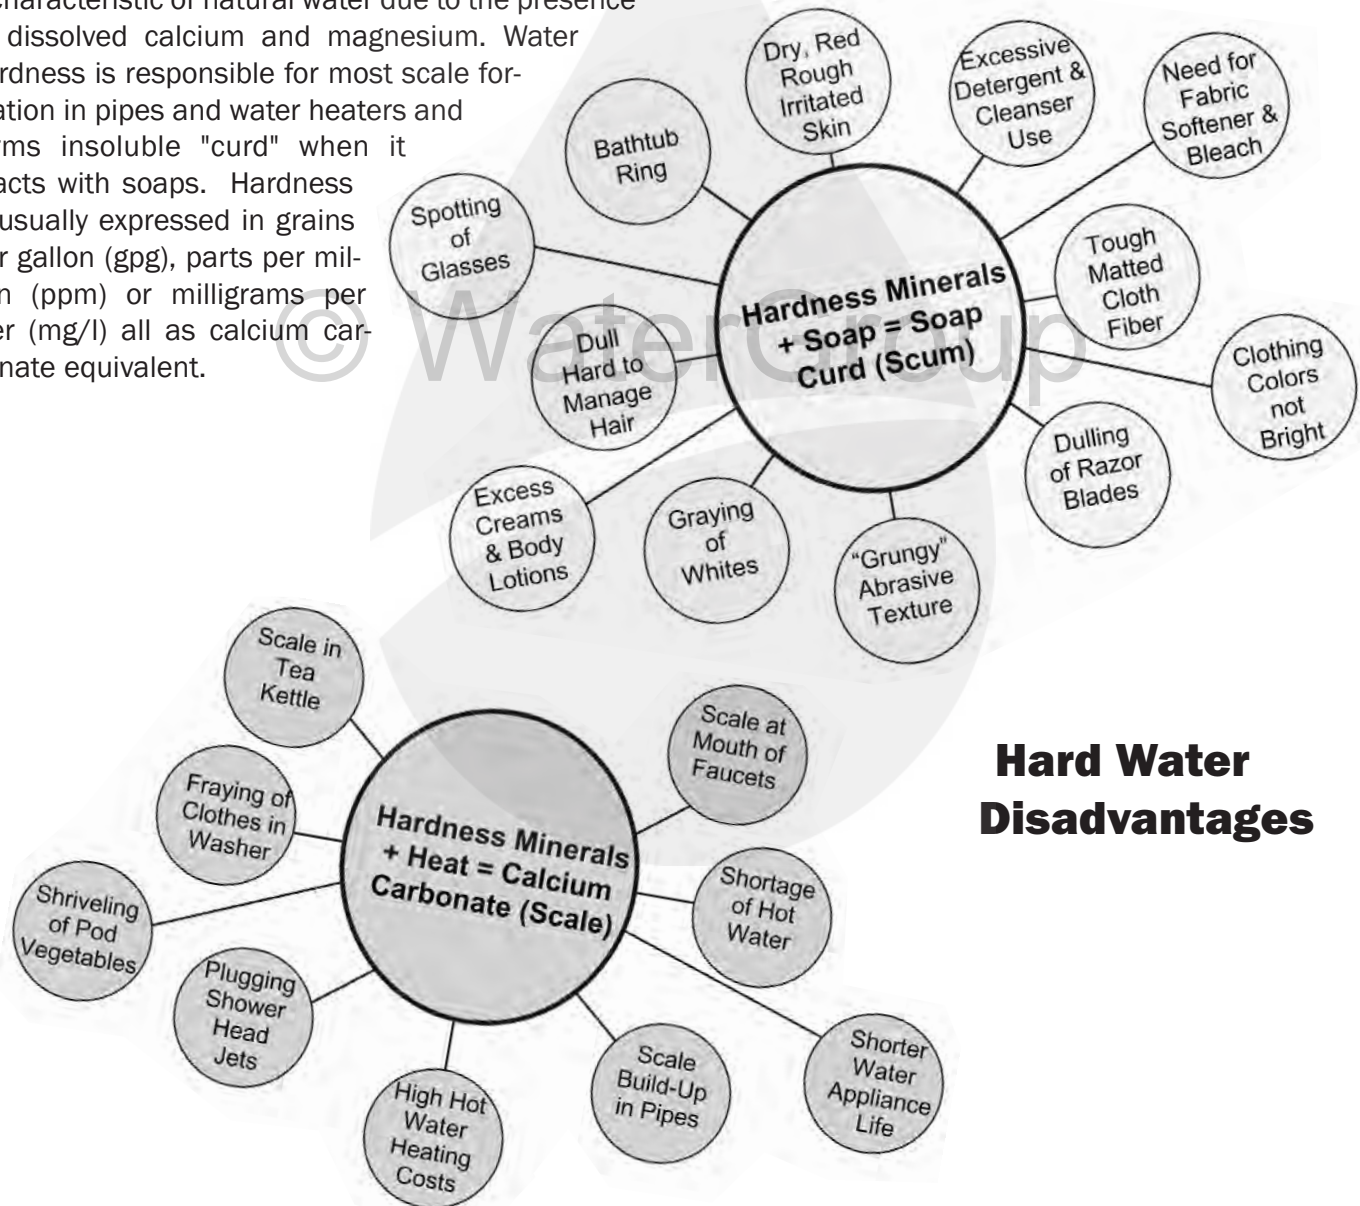 characteristic of natural water due to the presence
dissolved calcium and magnesium. Water
rdness is responsible for most scale for-
ation in pipes and water heaters and
rms insoluble "curd" when it
acts with soaps. Hardness
usually expressed in grains
r gallon (gpg), parts per mil-
n (ppm) or milligrams per
er (mg/l) all as calcium car-
nate equivalent.
© WaterGroup
Dry, Red
Rough
Irritated
Skin
Excessive
Detergent &
Cleanser
Use
Need for
Fabric
Softener &
Bleach
Bathtub
Ring
Spotting
of
Glasses
Tough
Matted
Cloth
Fiber
Hardness Minerals
+ Soap = Soap
Curd (Scum)
Dull
Hard to
Manage
Hair
Clothing
Colors
not
Bright
Dulling
of Razor
Blades
Excess
Creams
& Body
Lotions
Graying
of
Whites
“Grungy”
Abrasive
Texture
Scale in
Tea
Kettle
Scale at
Mouth of
Faucets
Hard Water
Disadvantages
Fraying of
Clothes in
Washer
Hardness Minerals
+ Heat = Calcium
Carbonate (Scale)
Shriveling
of Pod
Vegetables
Shortage
of Hot
Water
Plugging
Shower
Head
Jets
High Hot
Water
Heating
Costs
Scale
Build-Up
in Pipes
Shorter
Water
Appliance
Life